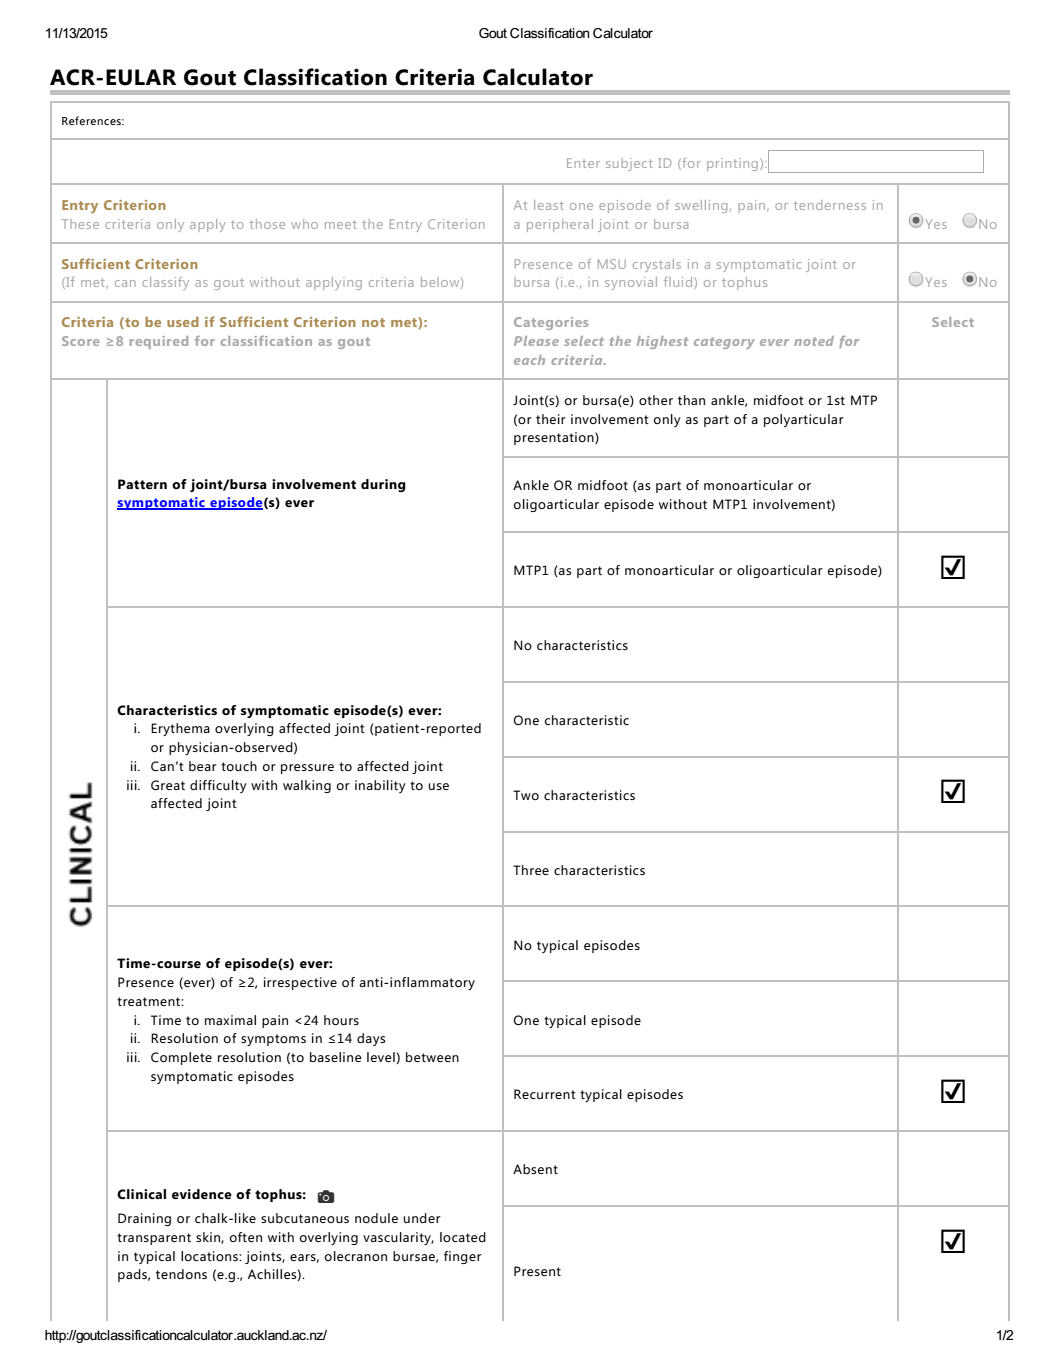 11/13/2015
Gout Classification Calculator
ACR-EULAR Gout Classification Criteria Calculator
References:
Enter subject ID (for printing):
Entry Criterion
These criteria only apply to those who meet the Entry Criterion
At least one episode of swelling, pain, or tenderness in
a peripheral joint or bursa
Yes No
Sufficient Criterion
(If met, can classify as gout without applying criteria below)
Presence of MSU crystals in a symptomatic joint or
bursa (i.e., in synovial fluid) or tophus
Yes No
Criteria (to be used if Sufficient Criterion not met):
Score ≥8 required for classification as gout
Categories
Please select the highest category ever noted for
each criteria.
Select
CLINICAL
Pattern of joint/bursa involvement during
symptomatic episode(s) ever
Joint(s) or bursa(e) other than ankle, midfoot or 1st MTP
(or their involvement only as part of a polyarticular
presentation)
Ankle OR midfoot (as part of monoarticular or
oligoarticular episode without MTP1 involvement)
MTP1 (as part of monoarticular or oligoarticular episode)
Characteristics of symptomatic episode(s) ever:
i. Erythema overlying affected joint (patient-reported
or physician-observed)
ii. Can't bear touch or pressure to affected joint
iii. Great difficulty with walking or inability to use
affected joint
No characteristics
One characteristic
Two characteristics
Three characteristics
Time-course of episode(s) ever:
Presence (ever) of ≥2, irrespective of anti-inflammatory
treatment:
i. Time to maximal pain <24 hours
ii. Resolution of symptoms in ≤14 days
iii. Complete resolution (to baseline level) between
symptomatic episodes
No typical episodes
One typical episode
Recurrent typical episodes
Clinical evidence of tophus:
Draining or chalk-like subcutaneous nodule under
transparent skin, often with overlying vascularity, located
in typical locations: joints, ears, olecranon bursae, finger
pads, tendons (e.g., Achilles).
Absent
Present
http://goutclassificationcalculator.auckland.ac.nz/
1/2